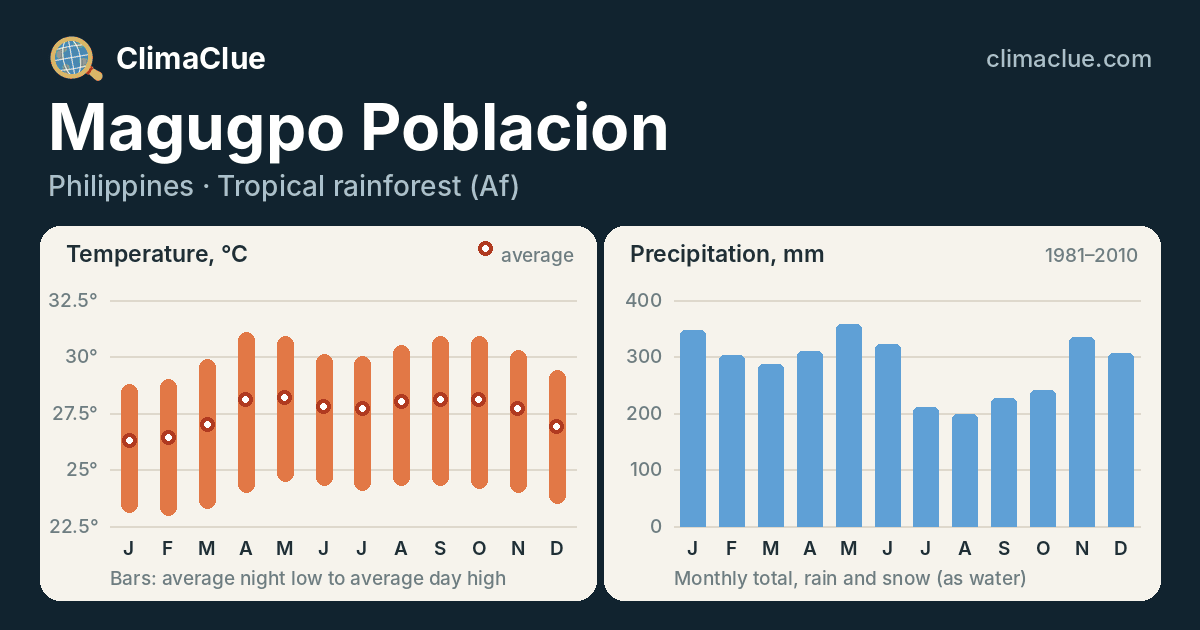 ClimaClue
climaclue.com
Magugpo Poblacion
Philippines · Tropical rainforest (Af)
Temperature, °C
average
32.5°
30°
27.5°
25°
22.5°
J F M A M J J A S O N D
Bars: average night low to average day high
Precipitation, mm
1981–2010
400
300
200
100
0
J F M A M J J A S O N D
Monthly total, rain and snow (as water)